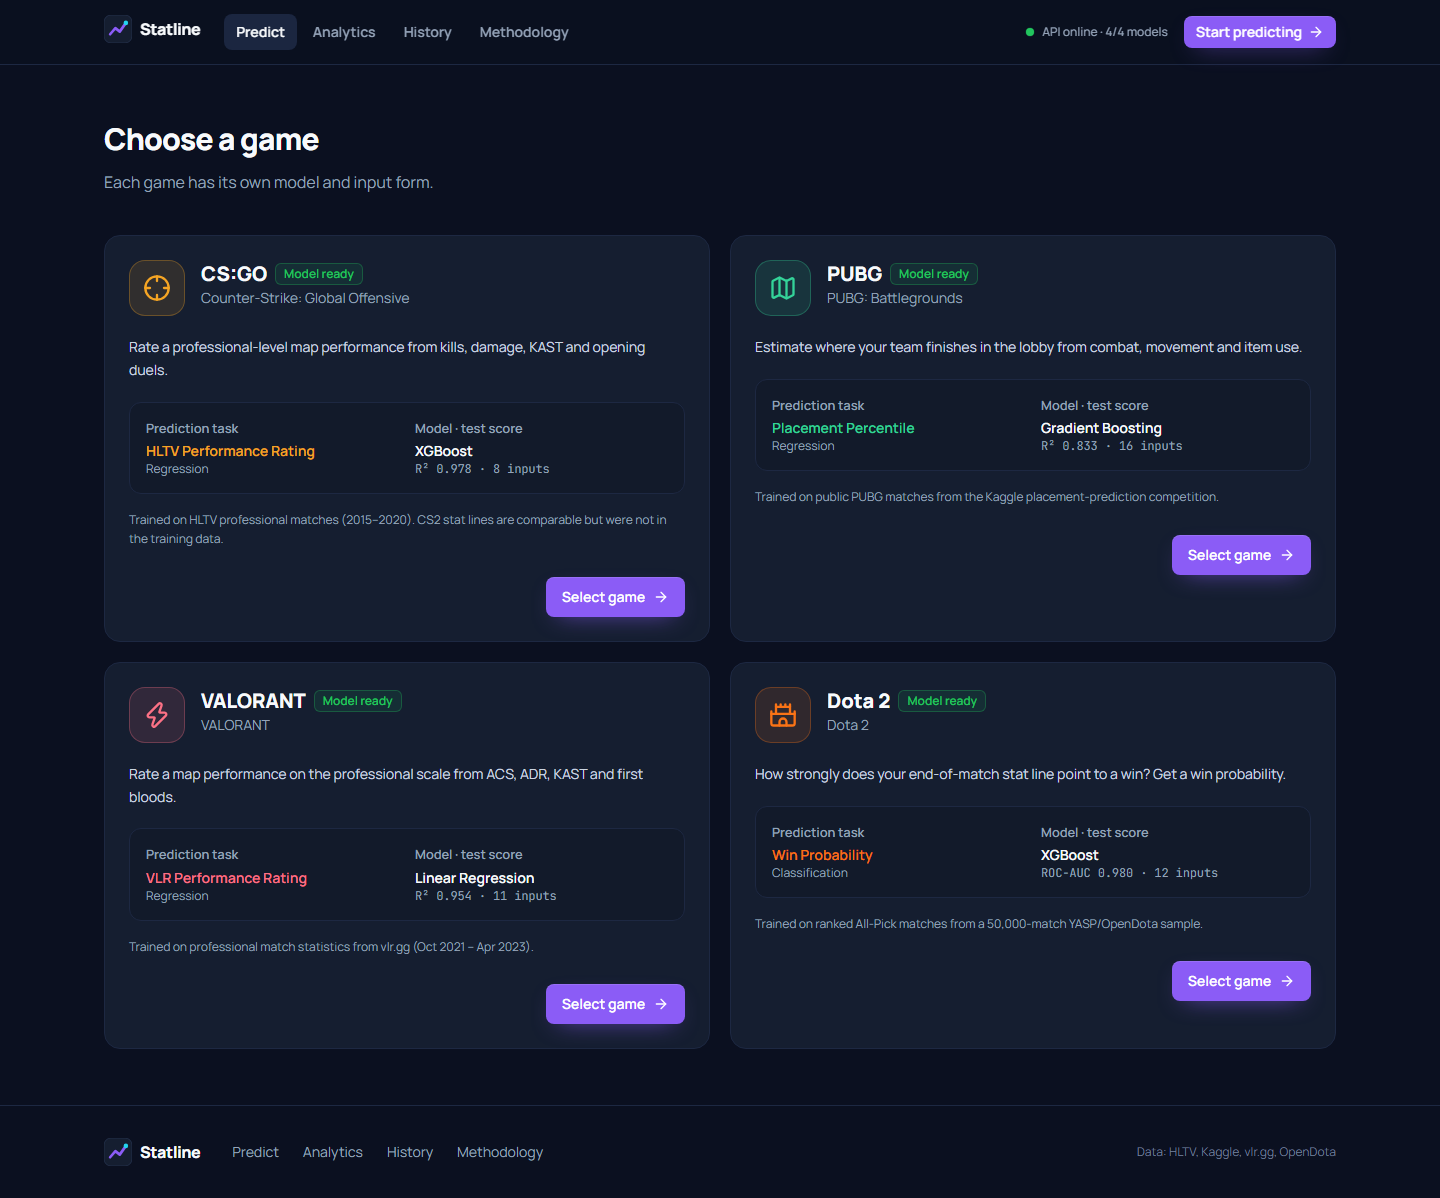 Statline
Predict
Analytics
History
Methodology
API online · 4/4 models
Start predicting
Choose a game
Each game has its own model and input form.
CS:GO
Model ready
Counter-Strike: Global Offensive
Rate a professional-level map performance from kills, damage, KAST and opening
duels.
Prediction task
HLTV Performance Rating
Regression
Model · test score
XGBoost
R² 0.978 · 8 inputs
Trained on HLTV professional matches (2015–2020). CS2 stat lines are comparable but were not in
the training data.
Select game
PUBG
Model ready
PUBG: Battlegrounds
Estimate where your team finishes in the lobby from combat, movement and item use.
Prediction task
Placement Percentile
Regression
Model · test score
Gradient Boosting
R² 0.833 · 16 inputs
Trained on public PUBG matches from the Kaggle placement-prediction competition.
Select game
VALORANT
Model ready
VALORANT
Rate a map performance on the professional scale from ACS, ADR, KAST and first
bloods.
Prediction task
VLR Performance Rating
Regression
Model · test score
Linear Regression
R² 0.954 · 11 inputs
Trained on professional match statistics from vlr.gg (Oct 2021 – Apr 2023).
Select game
Dota 2
Model ready
Dota 2
How strongly does your end-of-match stat line point to a win? Get a win probability.
Prediction task
Win Probability
Classification
Model · test score
XGBoost
ROC-AUC 0.980 · 12 inputs
Trained on ranked All-Pick matches from a 50,000-match YASP/OpenDota sample.
Select game
Statline
Predict
Analytics
History
Methodology
Data: HLTV, Kaggle, vlr.gg, OpenDota